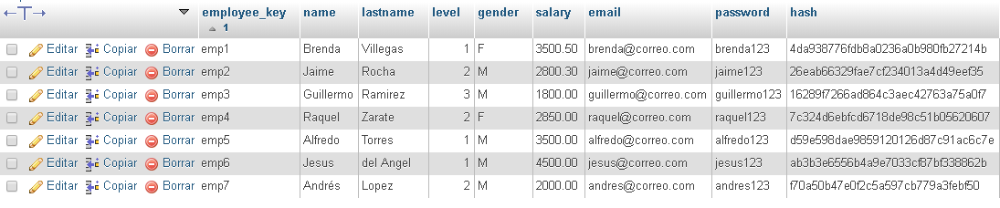 employee_key name lastname level gender salary email password hash
1
Editar Copiar Borrar emp1 Brenda Villegas 1 F 3500.50 brenda@correo.com brenda123 4da938776fdb8a0236a0b980fb27214b
Editar Copiar Borrar emp2 Jaime Rocha 2 M 2800.30 jaime@correo.com jaime123 26eab66329fae7cf234013a4d49eef35
Editar Copiar Borrar emp3 Guillermo Ramirez 3 M 1800.00 guillermo@correo.com guillermo123 16289f7266ad864c3aec42763a75a0f7
Editar Copiar Borrar emp4 Raquel Zarate 2 F 2850.00 raquel@correo.com raquel123 7c324d6ebfcd6718de98c51b05620607
Editar Copiar Borrar emp5 Alfredo Torres 1 M 3500.00 alfredo@correo.com alfredo123 d59e598dae9859120126d87c91ac6c7e
Editar Copiar Borrar emp6 Jesus del Angel 1 M 4500.00 jesus@correo.com jesus123 ab3b3e6556b4a9e7033cf87bf338862b
Editar Copiar Borrar emp7 Andrés Lopez 2 M 2000.00 andres@correo.com andres123 f70a50b47e0f2c5a597cb779a3febf50